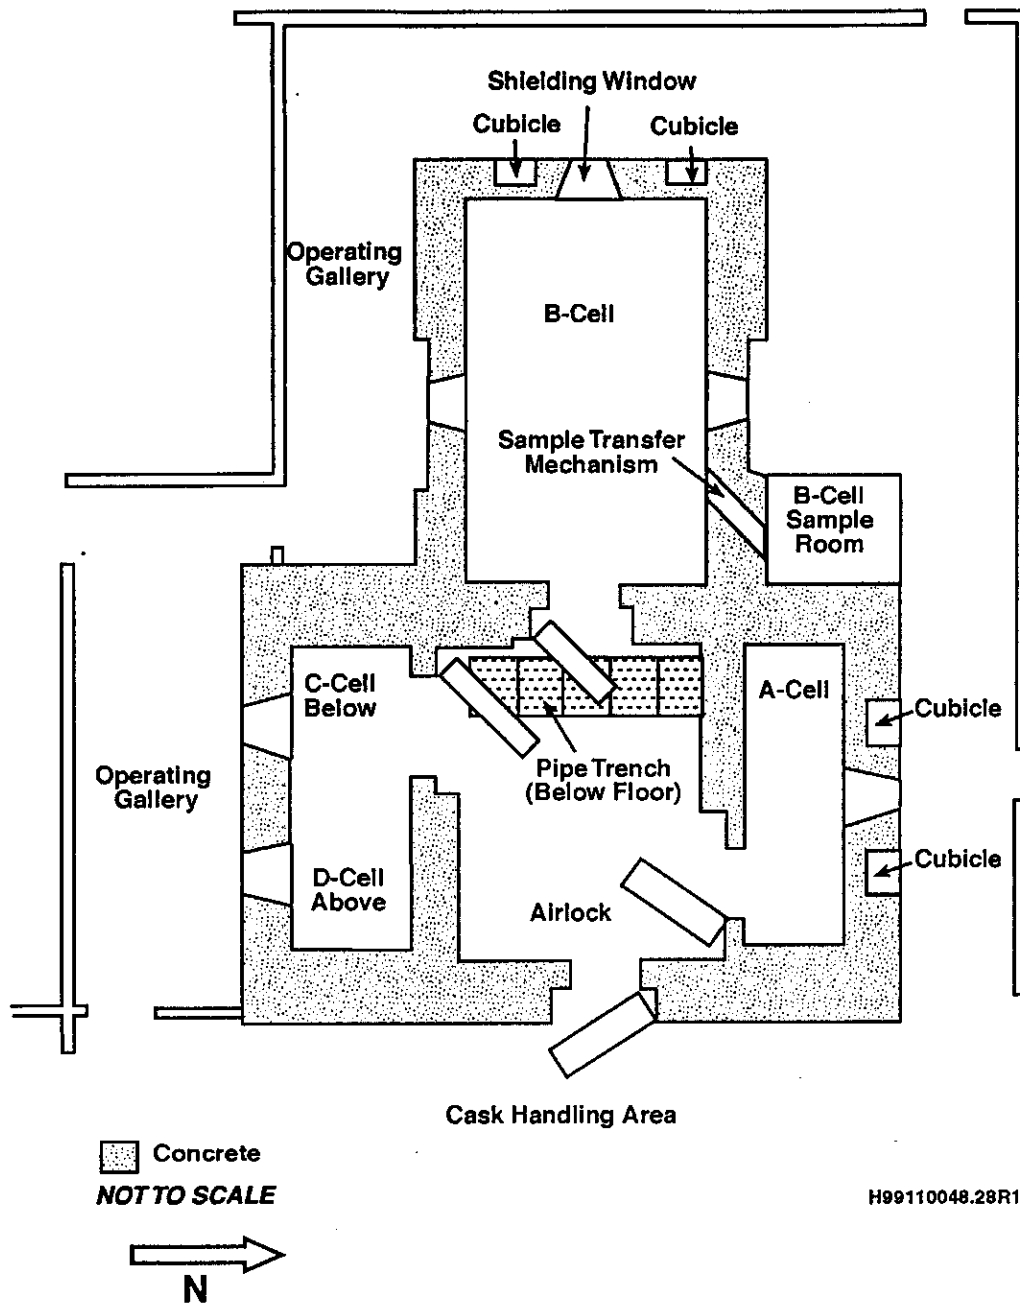 Shielding Window
Cubicle
Cubicle
Operating
Gallery
B-Cell
Sample Transfer
Mechanism
B-Cell
Sample
Room
C-Cell
Below
A-Cell
Cubicle
Operating
Gallery
Pipe Trench
(Below Floor)
Cubicle
D-Cell
Above
Airlock
Cask Handling Area
Concrete
NOT TO SCALE
H99110048.28R1
N